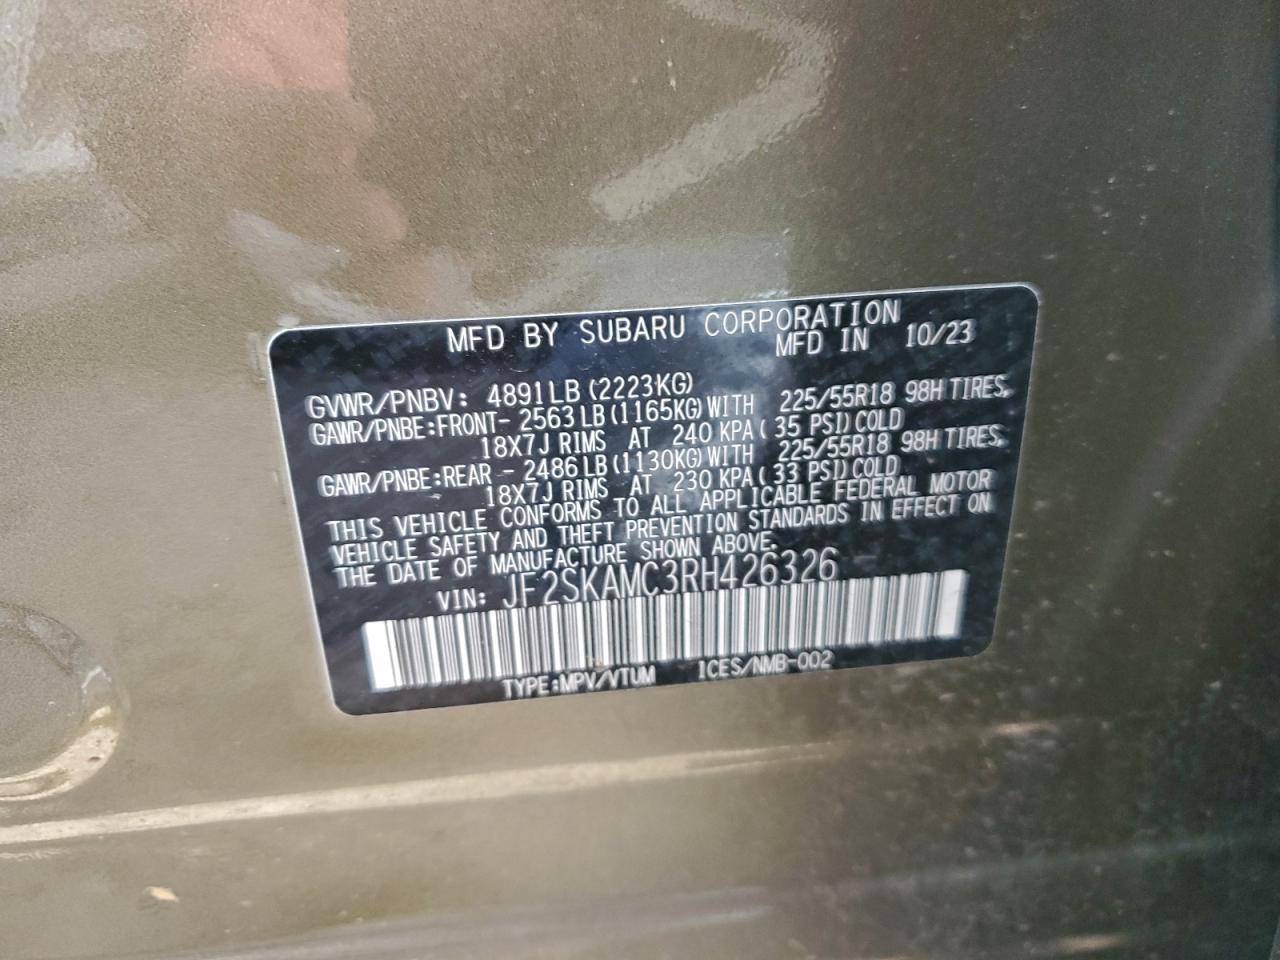 MFD BY SUBARU CORPORATION
MFD IN 10/23
GVWR/PNBV: 4891LB (2223KG)
GAWR/PNBE:FRONT- 2563LB (1165KG) WITH 225/55R18 98H TIRES,
18X7J RIMS AT 240 KPA( 35 PSI) COLD
GAWR/PNBE:REAR - 2486LB (1130KG) WITH 225/55R18 98H TIRES,
18X7J RIMS AT 230 KPA( 33 PSI) COLD
THIS VEHICLE CONFORMS TO ALL APPLICABLE FEDERAL MOTOR
VEHICLE SAFETY AND THEFT PREVENTION STANDARDS IN EFFECT ON
THE DATE OF MANUFACTURE SHOWN ABOVE.
VIN: JF2SKAMC3RH426326
TYPE:MPV/VTUM ICES/NMB-002